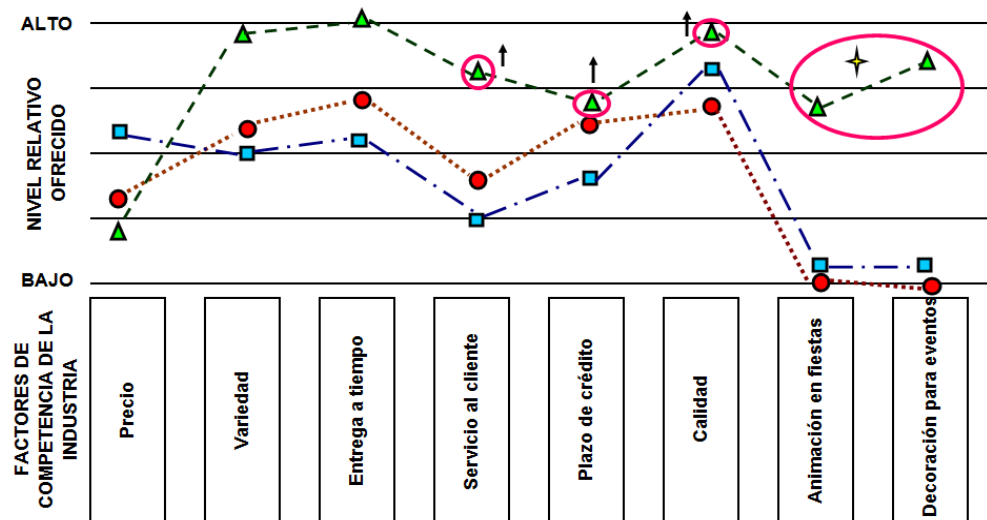 ALTO
NIVEL RELATIVO
OFRECIDO
BAJO
FACTORES DE
COMPETENCIA DE LA
INDUSTRIA
Precio
Variedad
Entrega a tiempo
Servicio al cliente
Plazo de crédito
Calidad
Animación en fiestas
Decoración para eventos